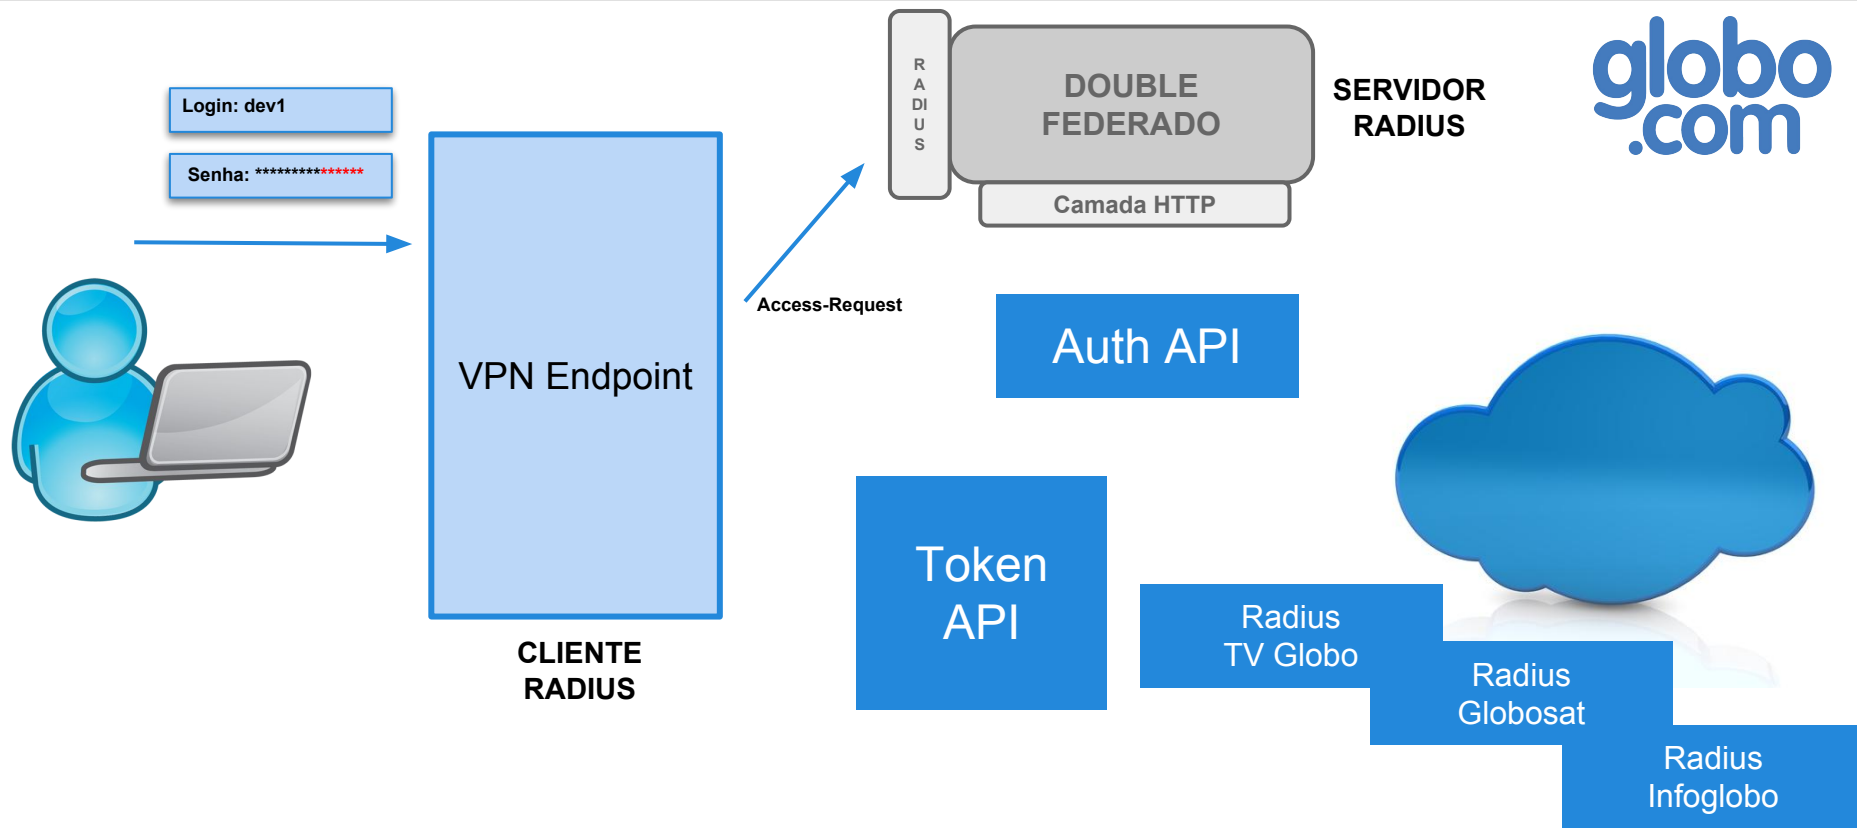 Login: dev1
Senha: ***************
VPN Endpoint
CLIENTE
RADIUS
Access-Request
R
A
DI
U
S
DOUBLE
FEDERADO
Camada HTTP
SERVIDOR
RADIUS
globo
.com
Auth API
Token
API
Radius
TV Globo
Radius
Globosat
Radius
Infoglobo